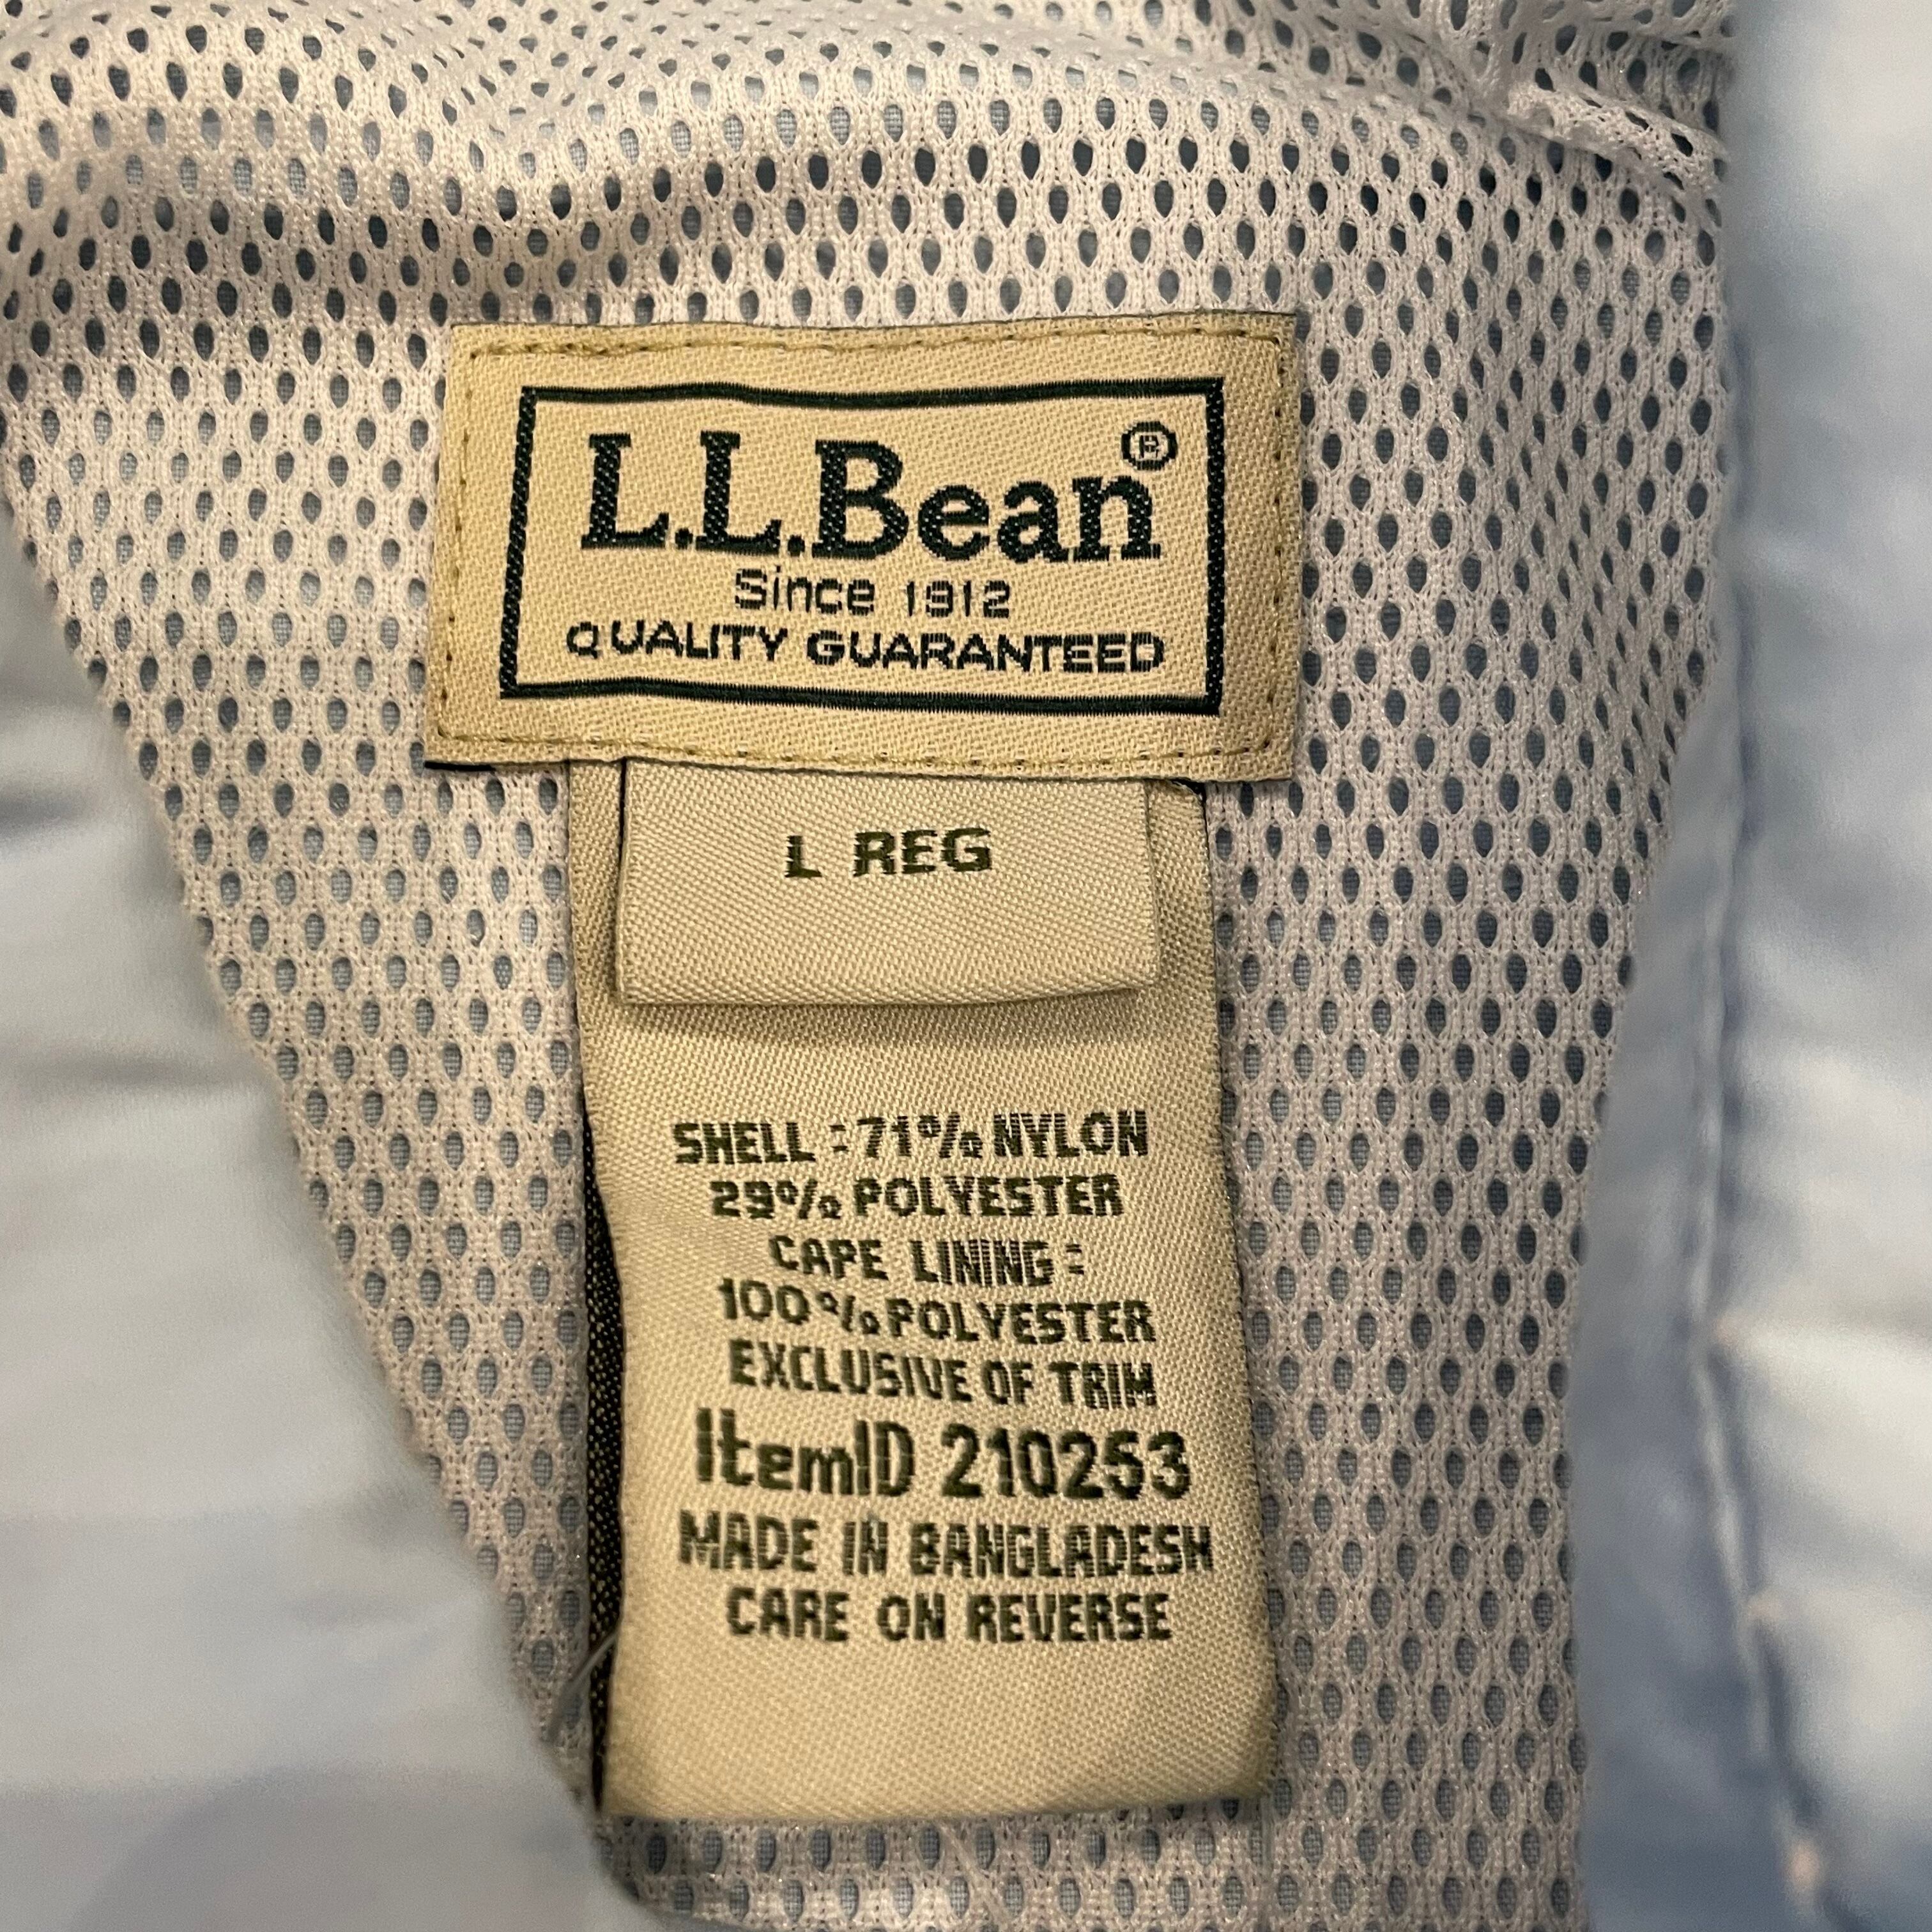 L.L.Bean®
Since 1912
QUALITY GUARANTEED
L REG
SHELL : 71% NYLON
29% POLYESTER
CAPE LINING :
100% POLYESTER
EXCLUSIVE OF TRIM
ItemID 210253
MADE IN BANGLADESH
CARE ON REVERSE